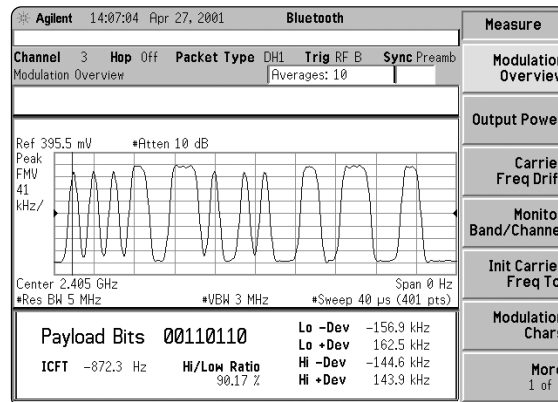 Agilent 14:07:04 Apr 27, 2001 Bluetooth
Channel 3 Hop Off Packet Type DH1 Trig RF B Sync Preamb
Modulation Overview Averages: 10
Ref 395.5 mV #Atten 10 dB
Peak
FMV
41
kHz/
Center 2.405 GHz Span 0 Hz
#Res BW 5 MHz #VBW 3 MHz #Sweep 40 µs (401 pts)
Payload Bits 00110110
ICFT -872.3 Hz
Hi/Low Ratio
90.17 %
Lo -Dev -156.9 kHz
Lo +Dev 162.5 kHz
Hi -Dev -144.6 kHz
Hi +Dev 143.9 kHz
Measure
Modulation
Overview
Output Powe
Carrie
Freq Drif
Monito
Band/Channe
Init Carrie
Freq To
Modulation
Char
More
1 of